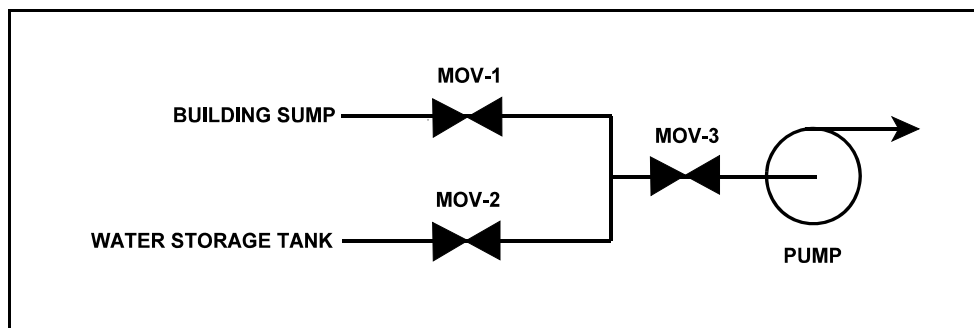 MOV-1
BUILDING SUMP
MOV-3
MOV-2
WATER STORAGE TANK
PUMP